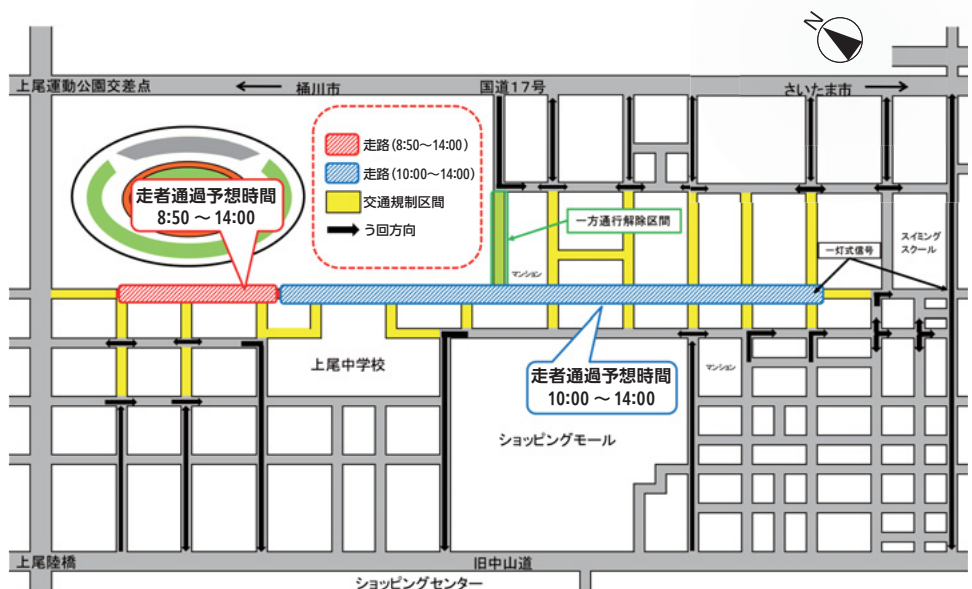 N
上尾運動公園交差点
桶川市
国道17号
さいたま市
走路(8:50~14:00)
走路(10:00~14:00)
交通規制区間
う回方向
走者通過予想時間
8:50 ~ 14:00
一方通行解除区間
スイミング
スクール
一灯式信号
マンション
上尾中学校
走者通過予想時間
10:00 ~ 14:00
マンション
ショッピングモール
上尾陸橋
旧中山道
ショッピングセンター